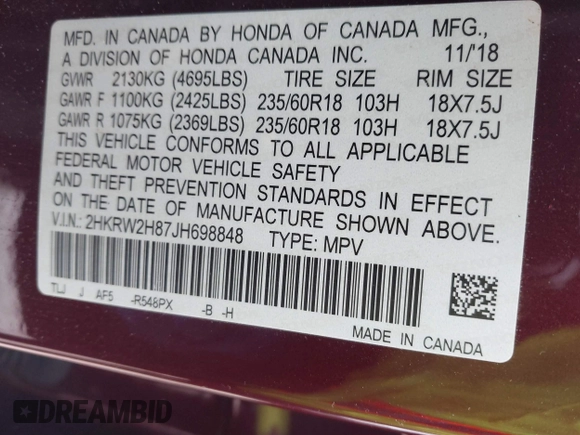 MFD. IN CANADA BY HONDA OF CANADA MFG.,
A DIVISION OF HONDA CANADA INC. 11/'18
GVWR 2130KG (4695LBS) TIRE SIZE RIM SIZE
GAWR F 1100KG (2425LBS) 235/60R18 103H 18X7.5J
GAWR R 1075KG (2369LBS) 235/60R18 103H 18X7.5J
THIS VEHICLE CONFORMS TO ALL APPLICABLE
FEDERAL MOTOR VEHICLE SAFETY
AND THEFT PREVENTION STANDARDS IN EFFECT
ON THE DATE OF MANUFACTURE SHOWN ABOVE.
V.I.N.: 2HKRW2H87JH698848 TYPE: MPV
TLJ J AF5 -R548PX -B -H
MADE IN CANADA
DREAMBID